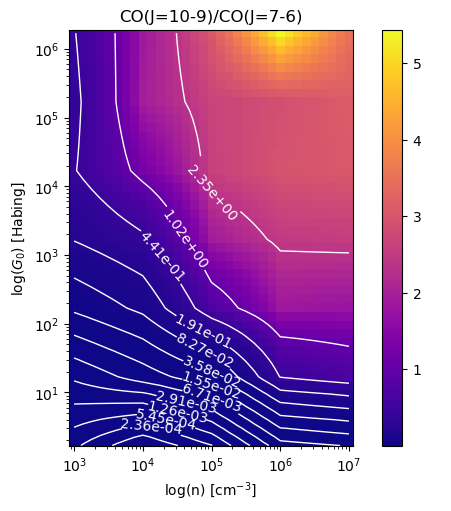 CO(J=10-9)/CO(J=7-6)
10^6
10^5
10^4
10^3
10^2
10^1
log(G_0) [Habing]
2.35e+00
1.02e+00
4.41e-01
1.91e-01
8.27e-02
3.58e-02
1.55e-02
6.71e-03
2.91e-03
1.26e-03
5.45e-04
2.36e-04
10^3 10^4 10^5 10^6 10^7
log(n) [cm^{-3}]
5
4
3
2
1